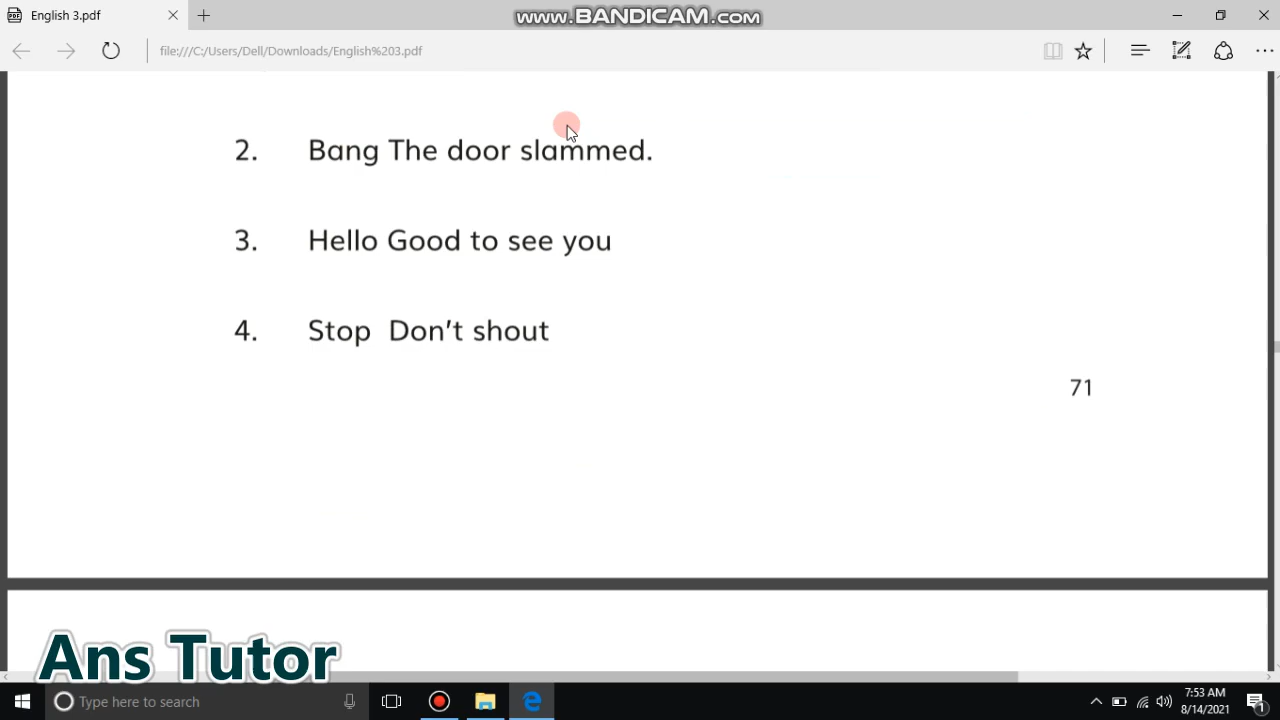 English 3.pdf
www.BANDICAM.com
file:///C:/Users/Dell/Downloads/English%203.pdf
2. Bang The door slammed.
3. Hello Good to see you
4. Stop Don't shout
71
Ans Tutor
Type here to search
7:53 AM
8/14/2021
1